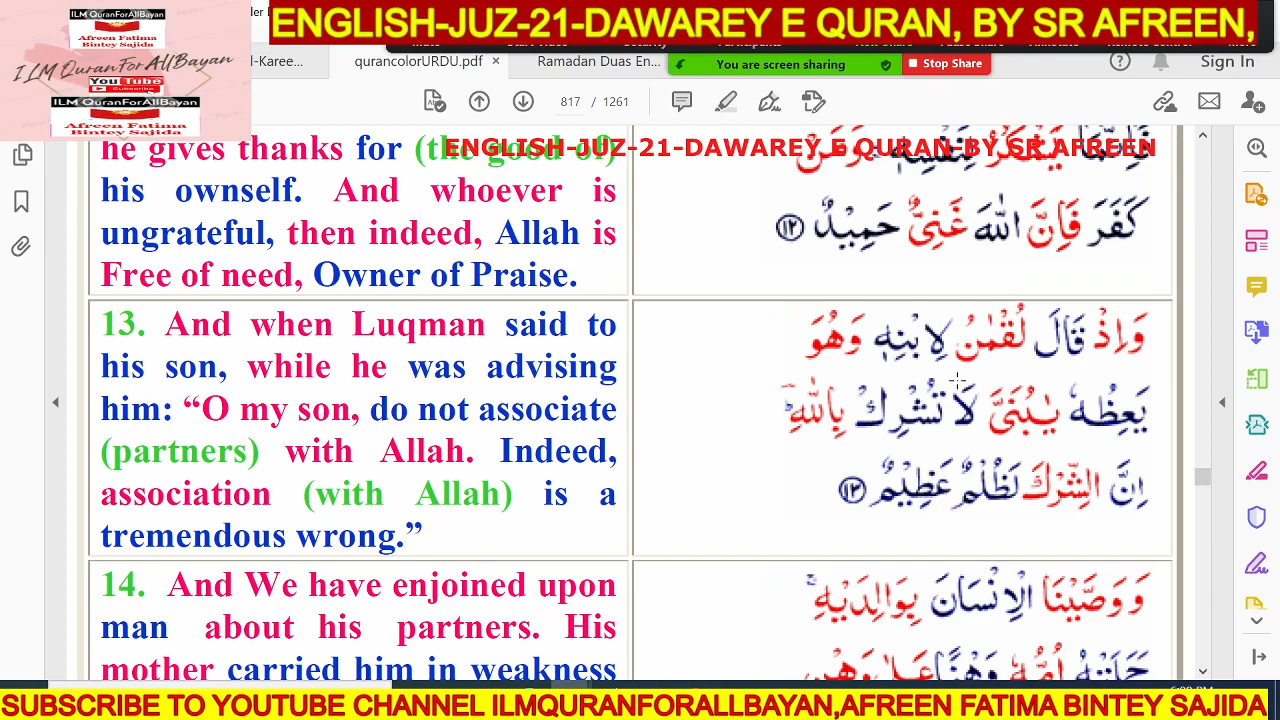 ENGLISH-JUZ-21-DAWAREY E QURAN, BY SR AFREEN,
ILM QuranForAllBayan
Afreen Fatima
Bintey Sajida
ILM QuranForAllBayan
You Tube
Subscribe
ILM QuranForAllBayan
Afreen Fatima
Bintey Sajida
l-Karee...
qurancolorURDU.pdf
Ramadan Duas En...
You are screen sharing
Stop Share
Sign In
817 / 1261
ENGLISH-JUZ-21-DAWAREY E QURAN,BY SR AFREEN
he gives thanks for (the good of)
his ownself. And whoever is
ungrateful, then indeed, Allah is
Free of need, Owner of Praise.
فَاِنَّمَا يَشْكُرُ لِنَفْسِهٖ ۚ وَمَنْ
كَفَرَ فَاِنَّ اللّٰهَ غَنِيٌّ حَمِيْدٌ ۱۲
13. And when Luqman said to
his son, while he was advising
him: “O my son, do not associate
(partners) with Allah. Indeed,
association (with Allah) is a
tremendous wrong.”
وَاِذْ قَالَ لُقْمٰنُ لِابْنِهٖ وَهُوَ
يَعِظُهٗ يٰبُنَيَّ لَا تُشْرِكْ بِاللّٰهِ ؔ
اِنَّ الشِّرْكَ لَظُلْمٌ عَظِيْمٌ ۱۳
14. And We have enjoined upon
man about his partners. His
mother carried him in weakness
وَوَصَّيْنَا الْاِنْسَانَ بِوَالِدَيْهِ ۚ
حَمَلَتْهُ اُمُّهٗ وَهْنًا عَلٰى وَهْنٍ
SUBSCRIBE TO YOUTUBE CHANNEL ILMQURANFORALLBAYAN,AFREEN FATIMA BINTEY SAJIDA